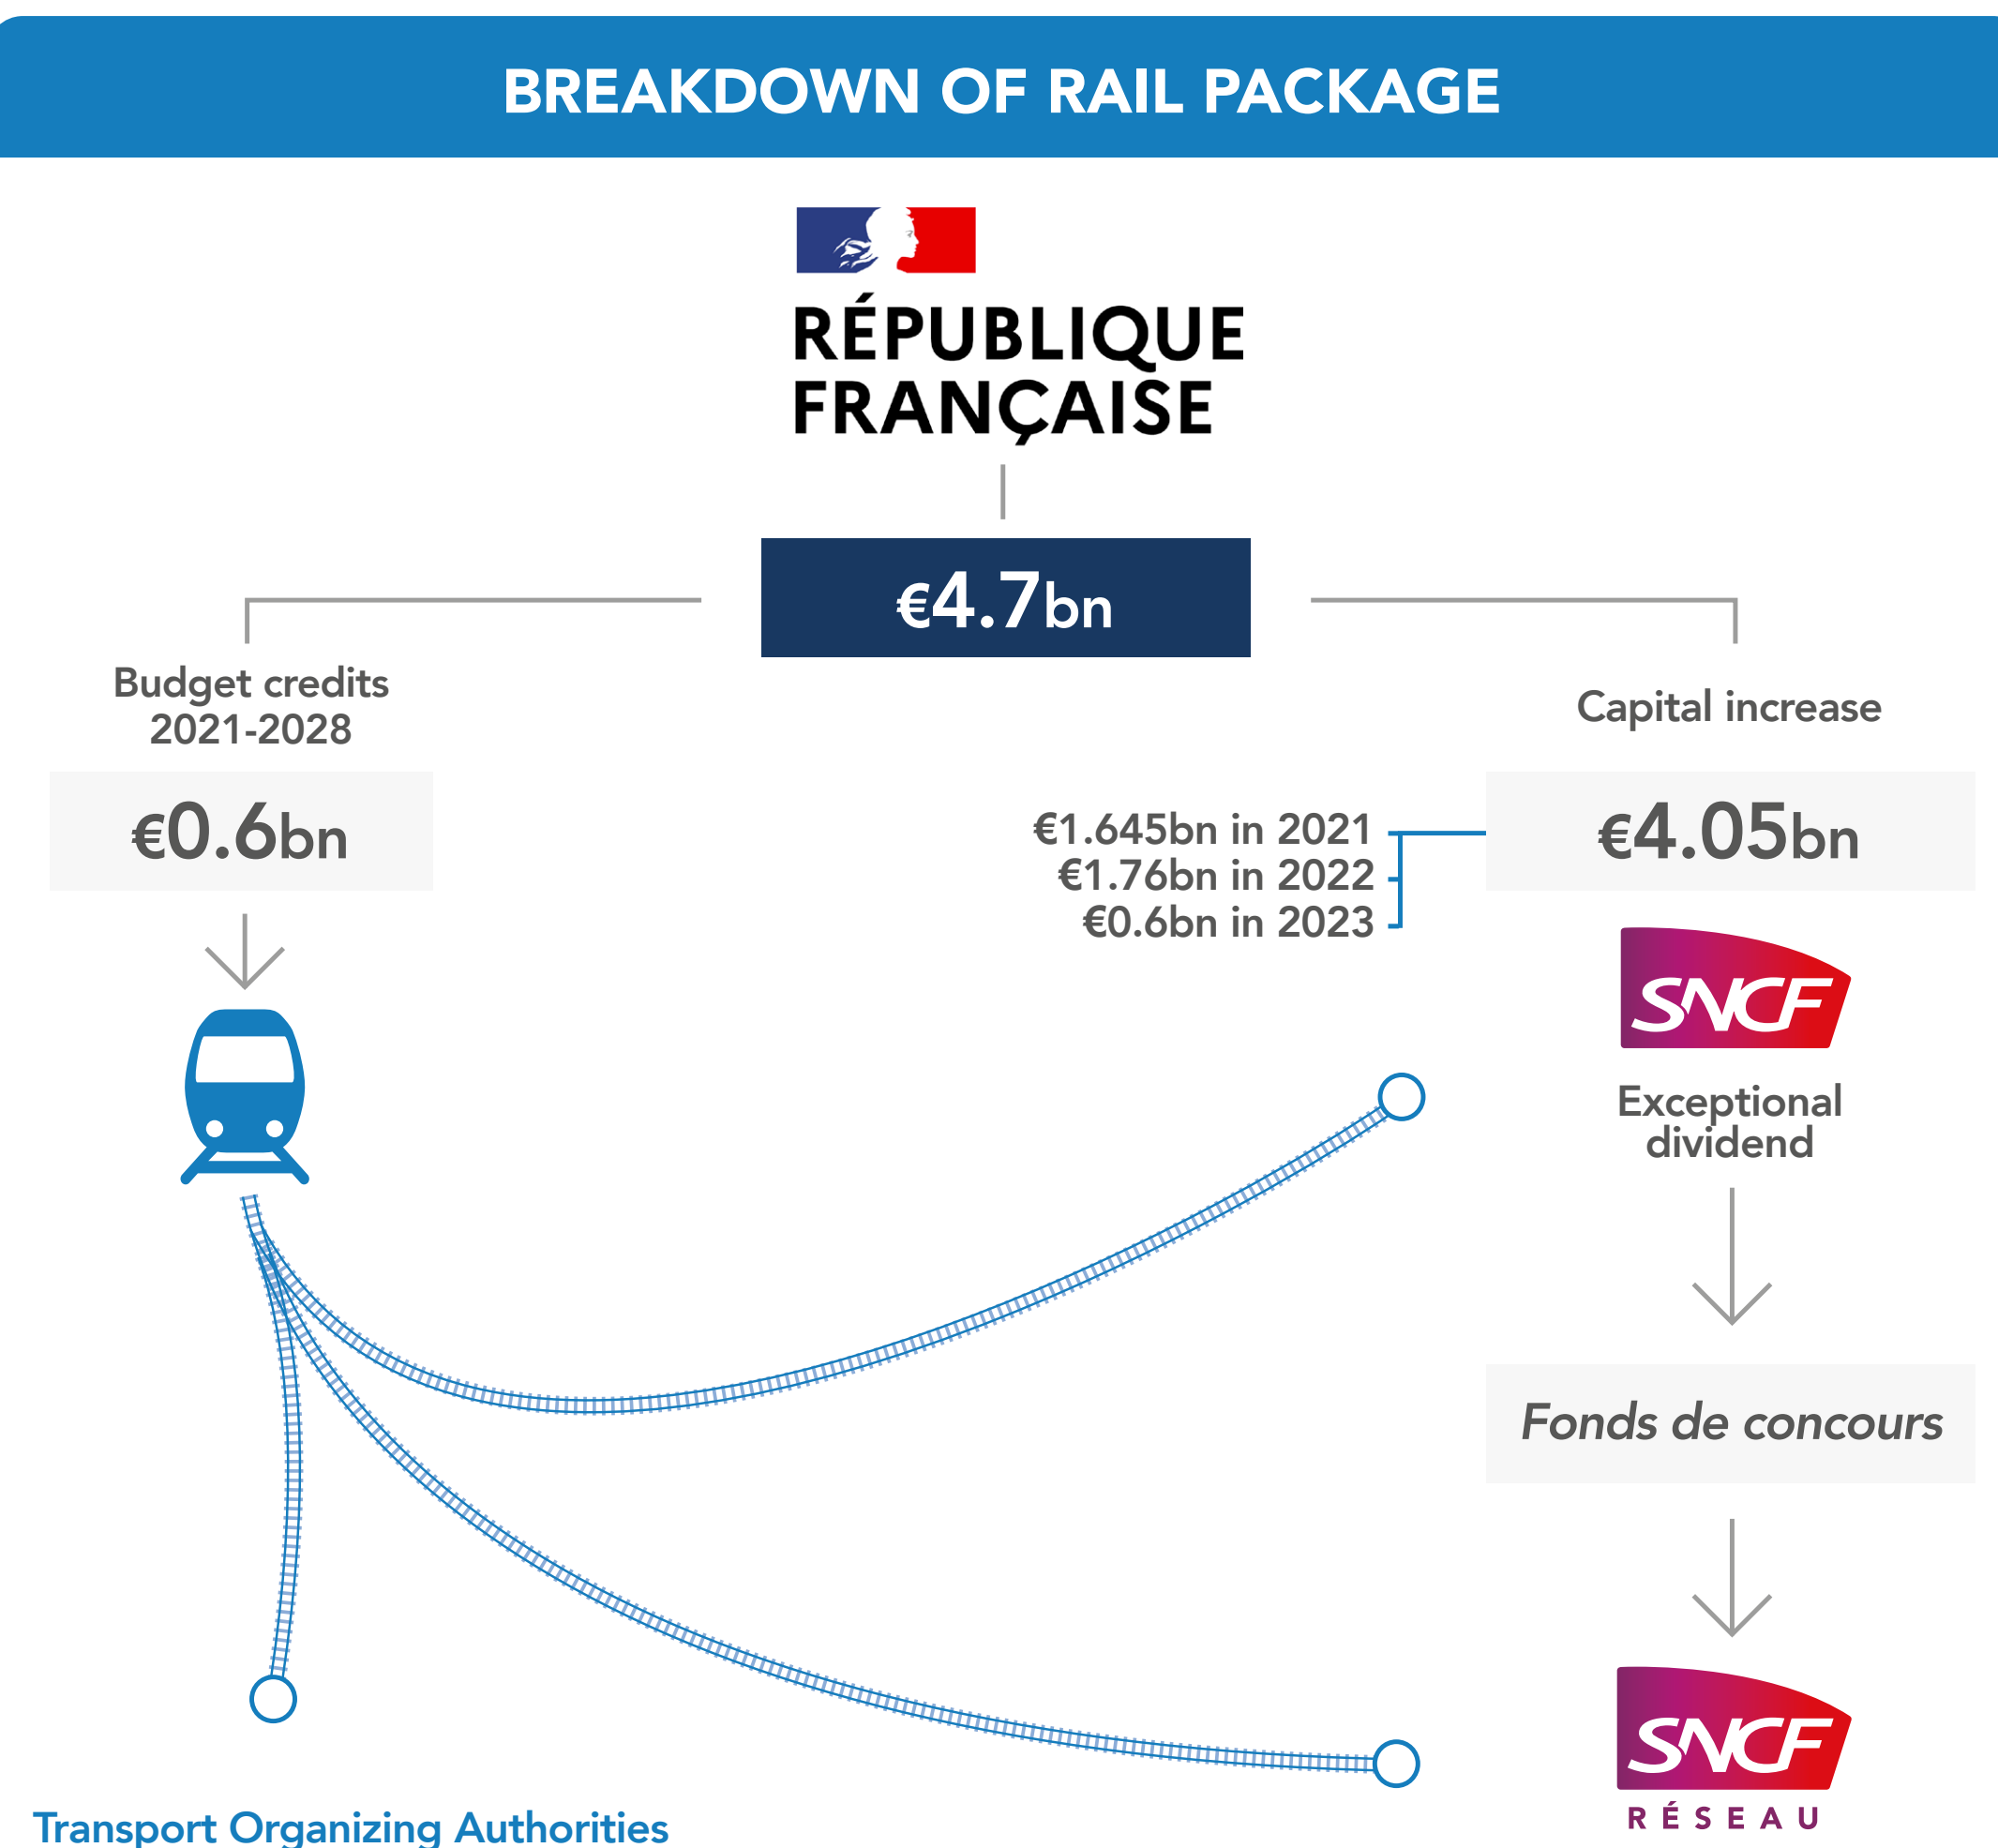 BREAKDOWN OF RAIL PACKAGE
RÉPUBLIQUE
FRANÇAISE
€4.7bn
Budget credits
2021-2028
€0.6bn
Capital increase
€4.05bn
€1.645bn in 2021
€1.76bn in 2022
€0.6bn in 2023
SNCF
Exceptional
dividend
Fonds de concours
SNCF
RÉSEAU
Transport Organizing Authorities